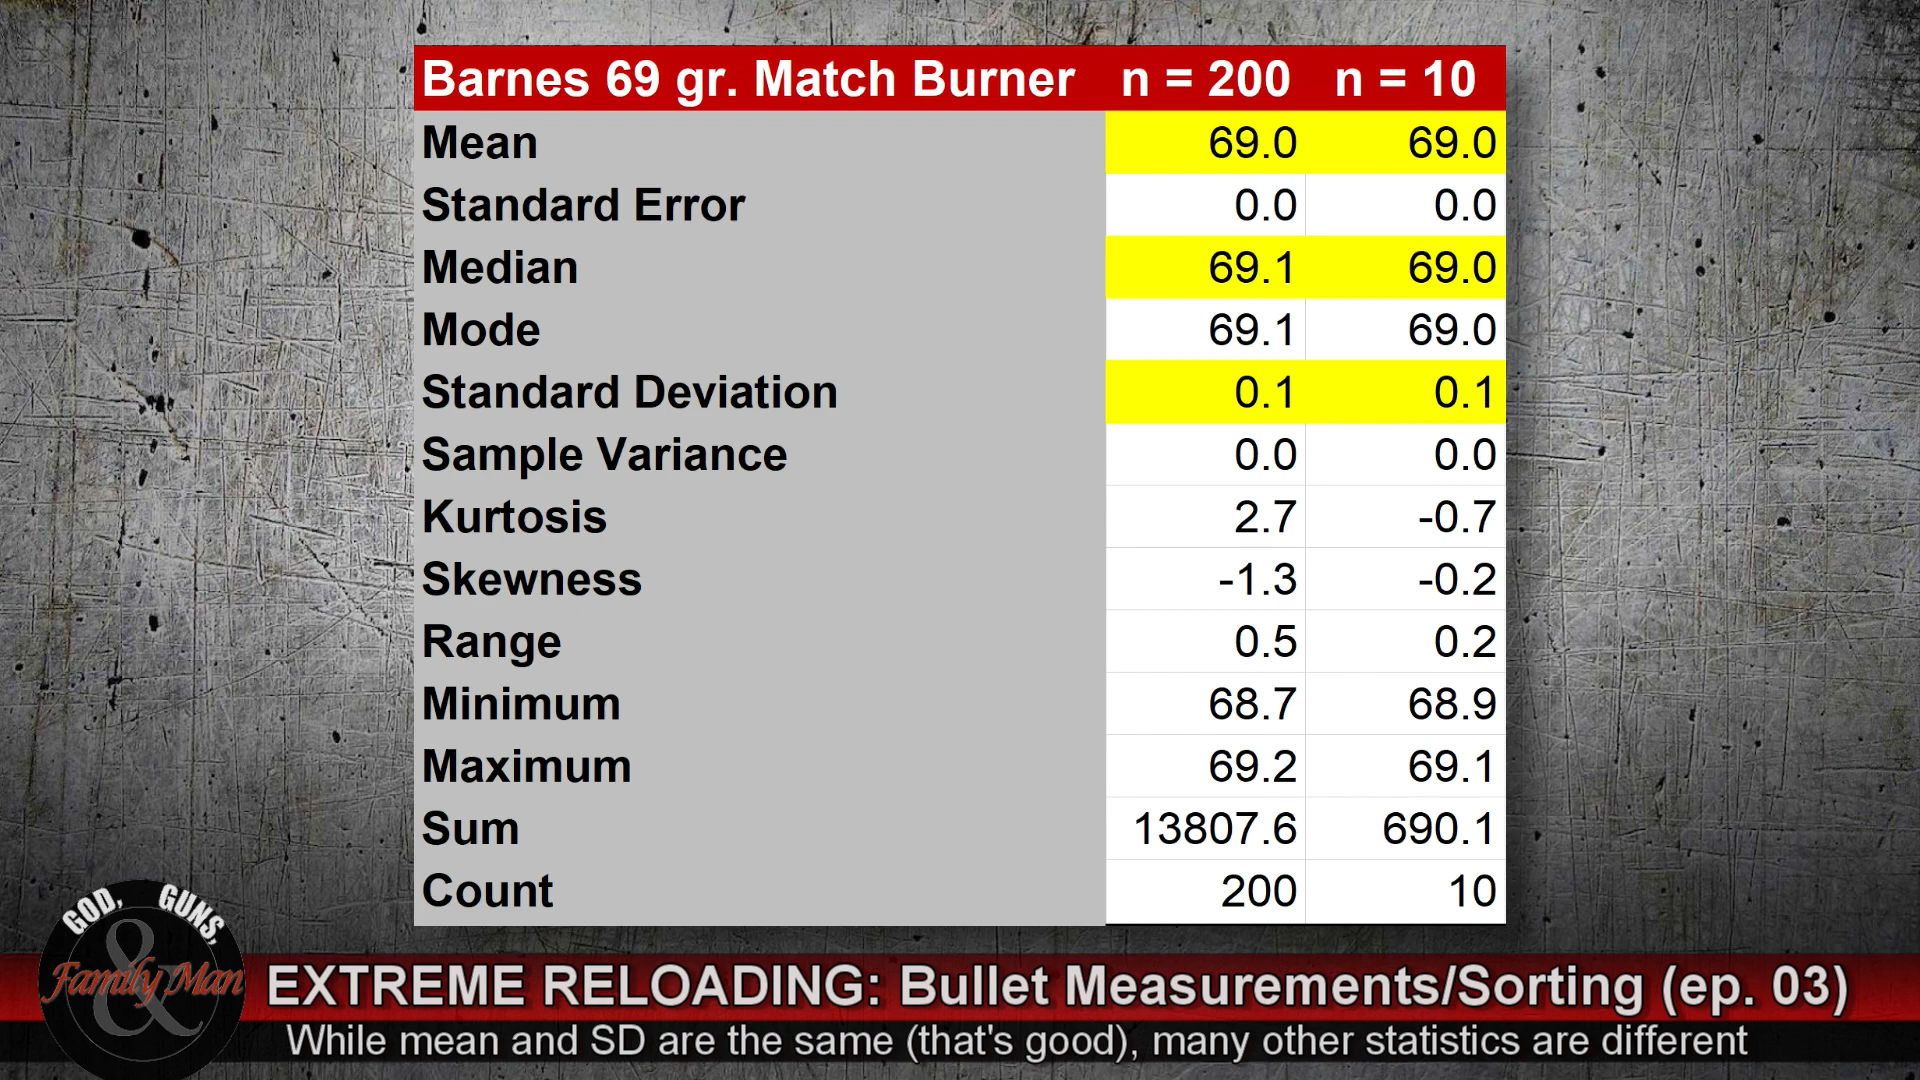 Barnes 69 gr. Match Burner n = 200 n = 10
Mean 69.0 69.0
Standard Error 0.0 0.0
Median 69.1 69.0
Mode 69.1 69.0
Standard Deviation 0.1 0.1
Sample Variance 0.0 0.0
Kurtosis 2.7 -0.7
Skewness -1.3 -0.2
Range 0.5 0.2
Minimum 68.7 68.9
Maximum 69.2 69.1
Sum 13807.6 690.1
Count 200 10
GOD, GUNS,
&
Family Man
EXTREME RELOADING: Bullet Measurements/Sorting (ep. 03)
While mean and SD are the same (that's good), many other statistics are different